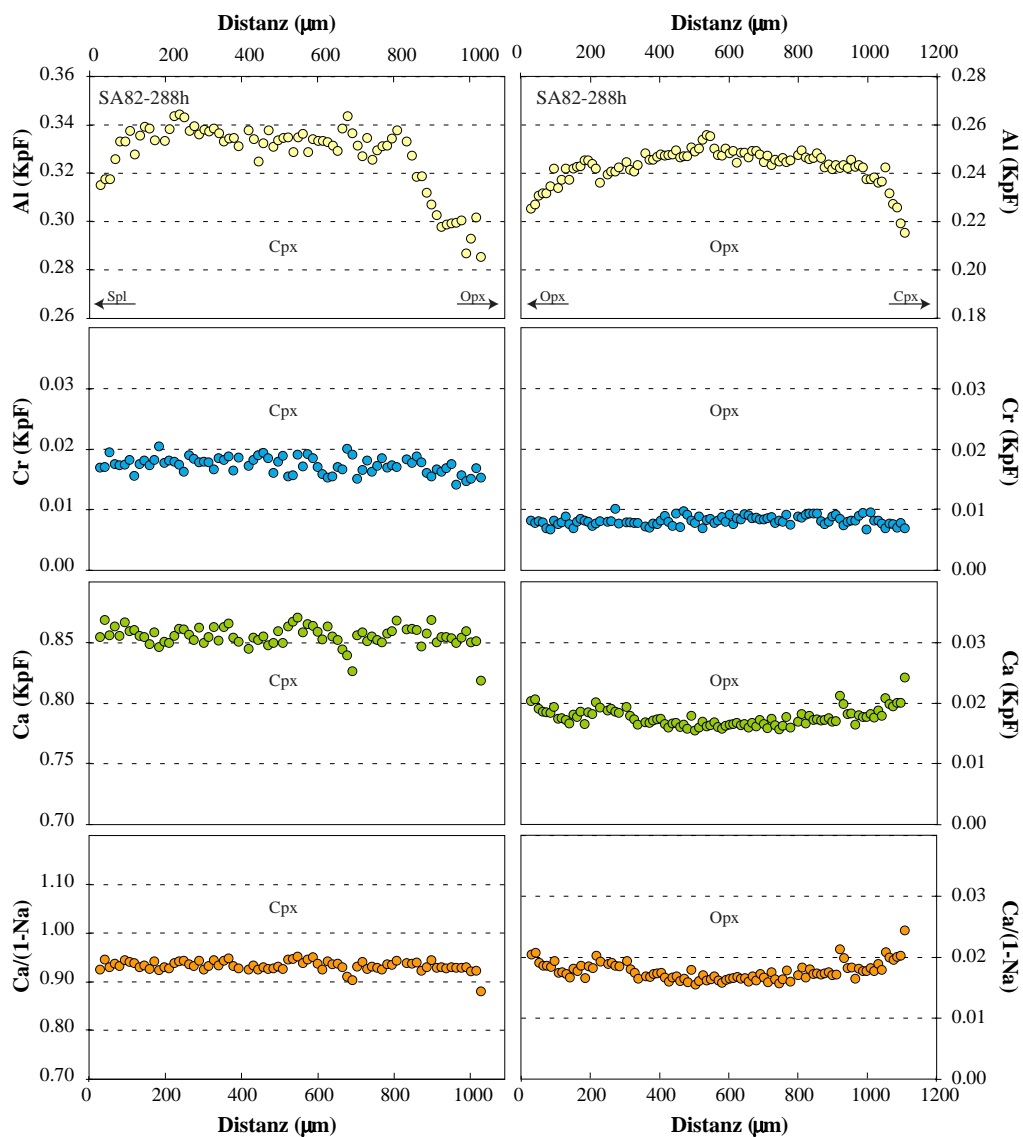 Distanz (μm)
Distanz (μm)
0 200 400 600 800 1000
0 200 400 600 800 1000 1200
0.36
0.34
0.32
0.30
0.28
0.26
Al (KpF)
SA82-288h
Cpx
Spl
Opx
SA82-288h
Opx
Opx
Cpx
0.28
0.26
0.24
0.22
0.20
0.18
Al (KpF)
0.03
0.02
0.01
0.00
Cr (KpF)
Cpx
Opx
0.03
0.02
0.01
0.00
Cr (KpF)
0.85
0.80
0.75
0.70
Ca (KpF)
Cpx
Opx
0.03
0.02
0.01
0.00
Ca (KpF)
1.10
1.00
0.90
0.80
0.70
Ca/(1-Na)
Cpx
Opx
0.03
0.02
0.01
0.00
Ca/(1-Na)
0 200 400 600 800 1000
0 200 400 600 800 1000 1200
Distanz (μm)
Distanz (μm)